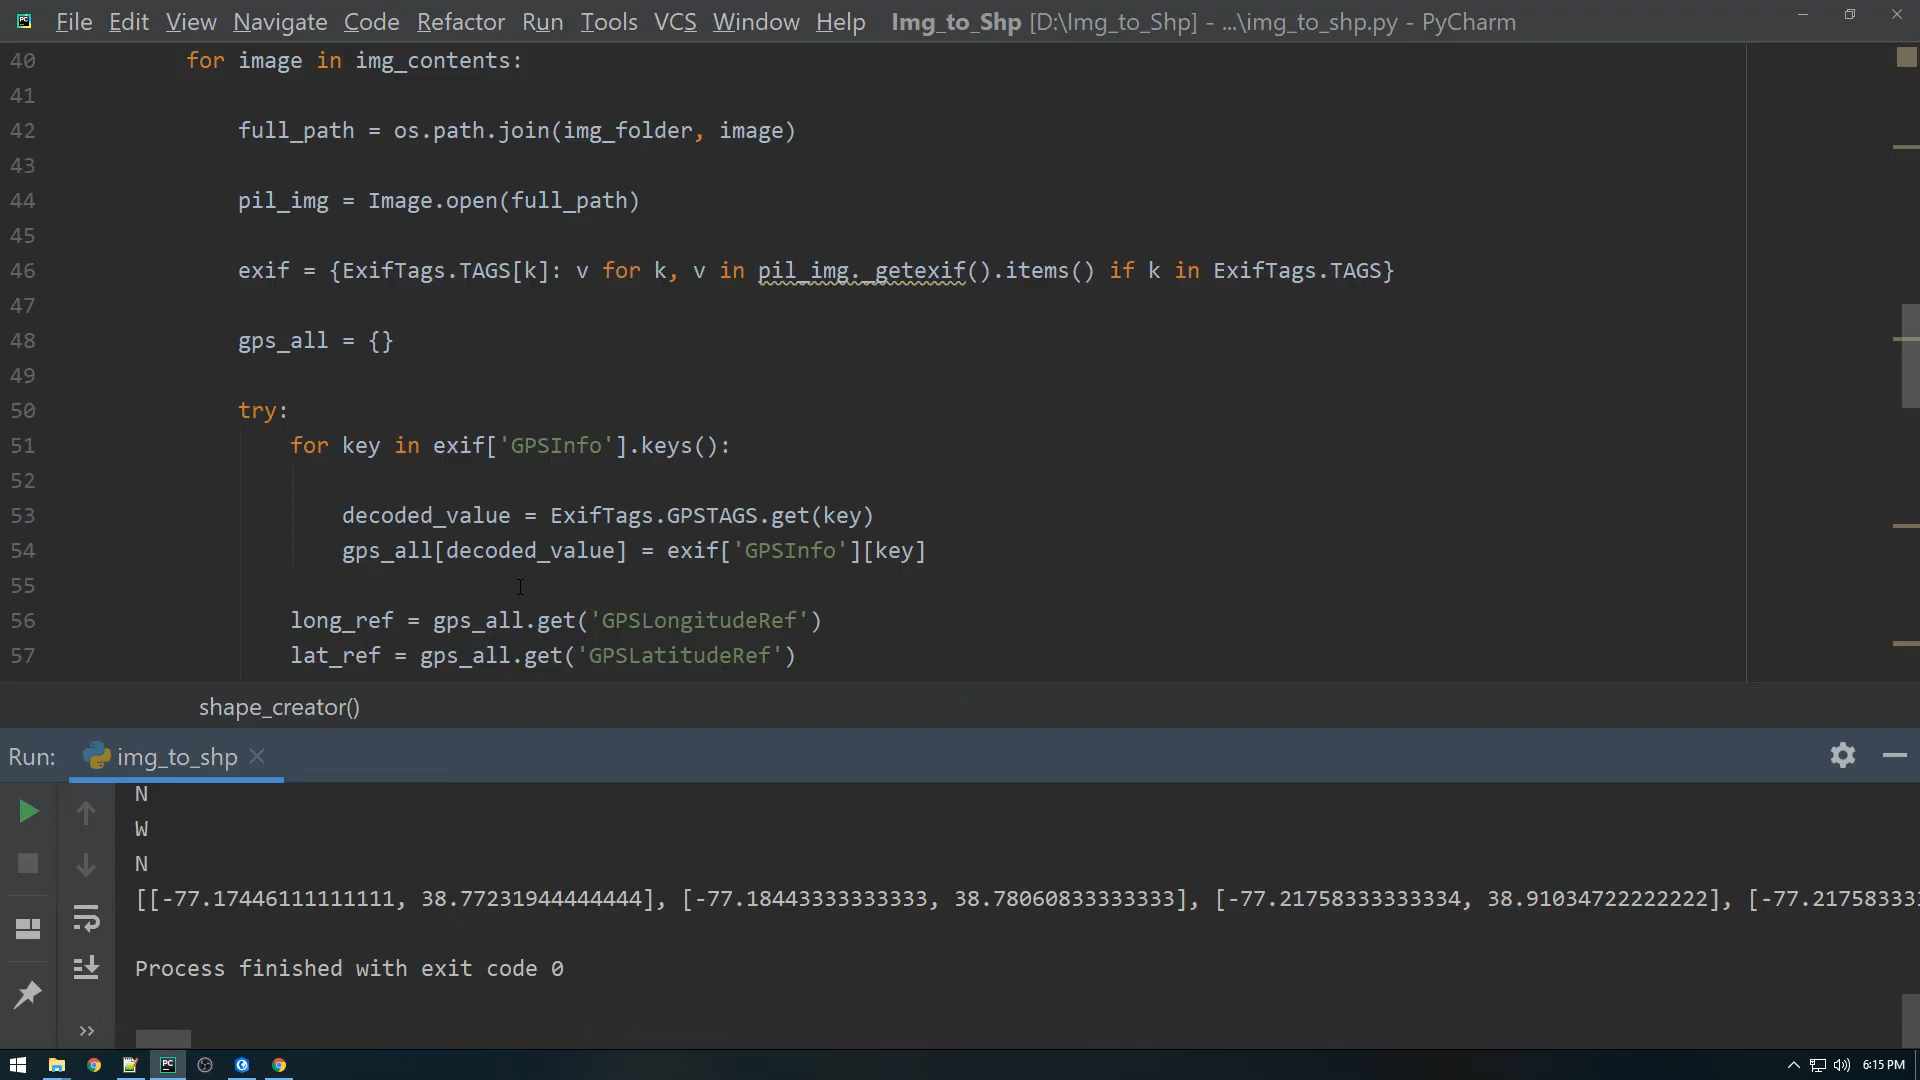 File Edit View Navigate Code Refactor Run Tools VCS Window Help Img_to_Shp [D:\Img_to_Shp] - ...\img_to_shp.py - PyCharm
40 for image in img_contents:
41
42 full_path = os.path.join(img_folder, image)
43
44 pil_img = Image.open(full_path)
45
46 exif = {ExifTags.TAGS[k]: v for k, v in pil_img._getexif().items() if k in ExifTags.TAGS}
47
48 gps_all = {}
49
50 try:
51 for key in exif['GPSInfo'].keys():
52
53 decoded_value = ExifTags.GPSTAGS.get(key)
54 gps_all[decoded_value] = exif['GPSInfo'][key]
55
56 long_ref = gps_all.get('GPSLongitudeRef')
57 lat_ref = gps_all.get('GPSLatitudeRef')
shape_creator()
Run: img_to_shp
N
W
N
[[-77.17446111111111, 38.77231944444444], [-77.18443333333333, 38.78060833333333], [-77.21758333333334, 38.91034722222222], [-77.2175833
Process finished with exit code 0
6:15 PM